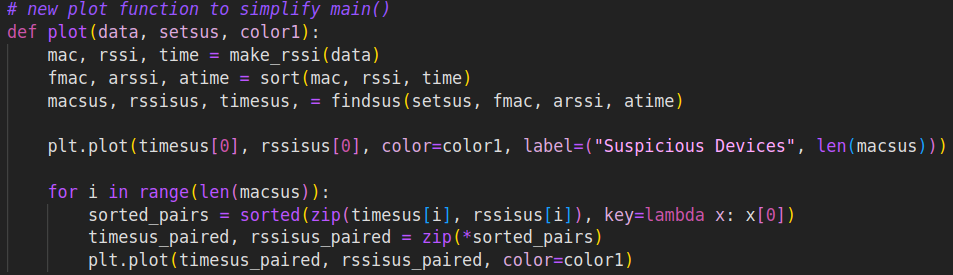 # new plot function to simplify main()
def plot(data, setsus, color1):
    mac, rssi, time = make_rssi(data)
    fmac, arssi, atime = sort(mac, rssi, time)
    macsus, rssisus, timesus, = findsus(setsus, fmac, arssi, atime)

    plt.plot(timesus[0], rssisus[0], color=color1, label=("Suspicious Devices", len(macsus)))

    for i in range(len(macsus)):
        sorted_pairs = sorted(zip(timesus[i], rssisus[i]), key=lambda x: x[0])
        timesus_paired, rssisus_paired = zip(*sorted_pairs)
        plt.plot(timesus_paired, rssisus_paired, color=color1)